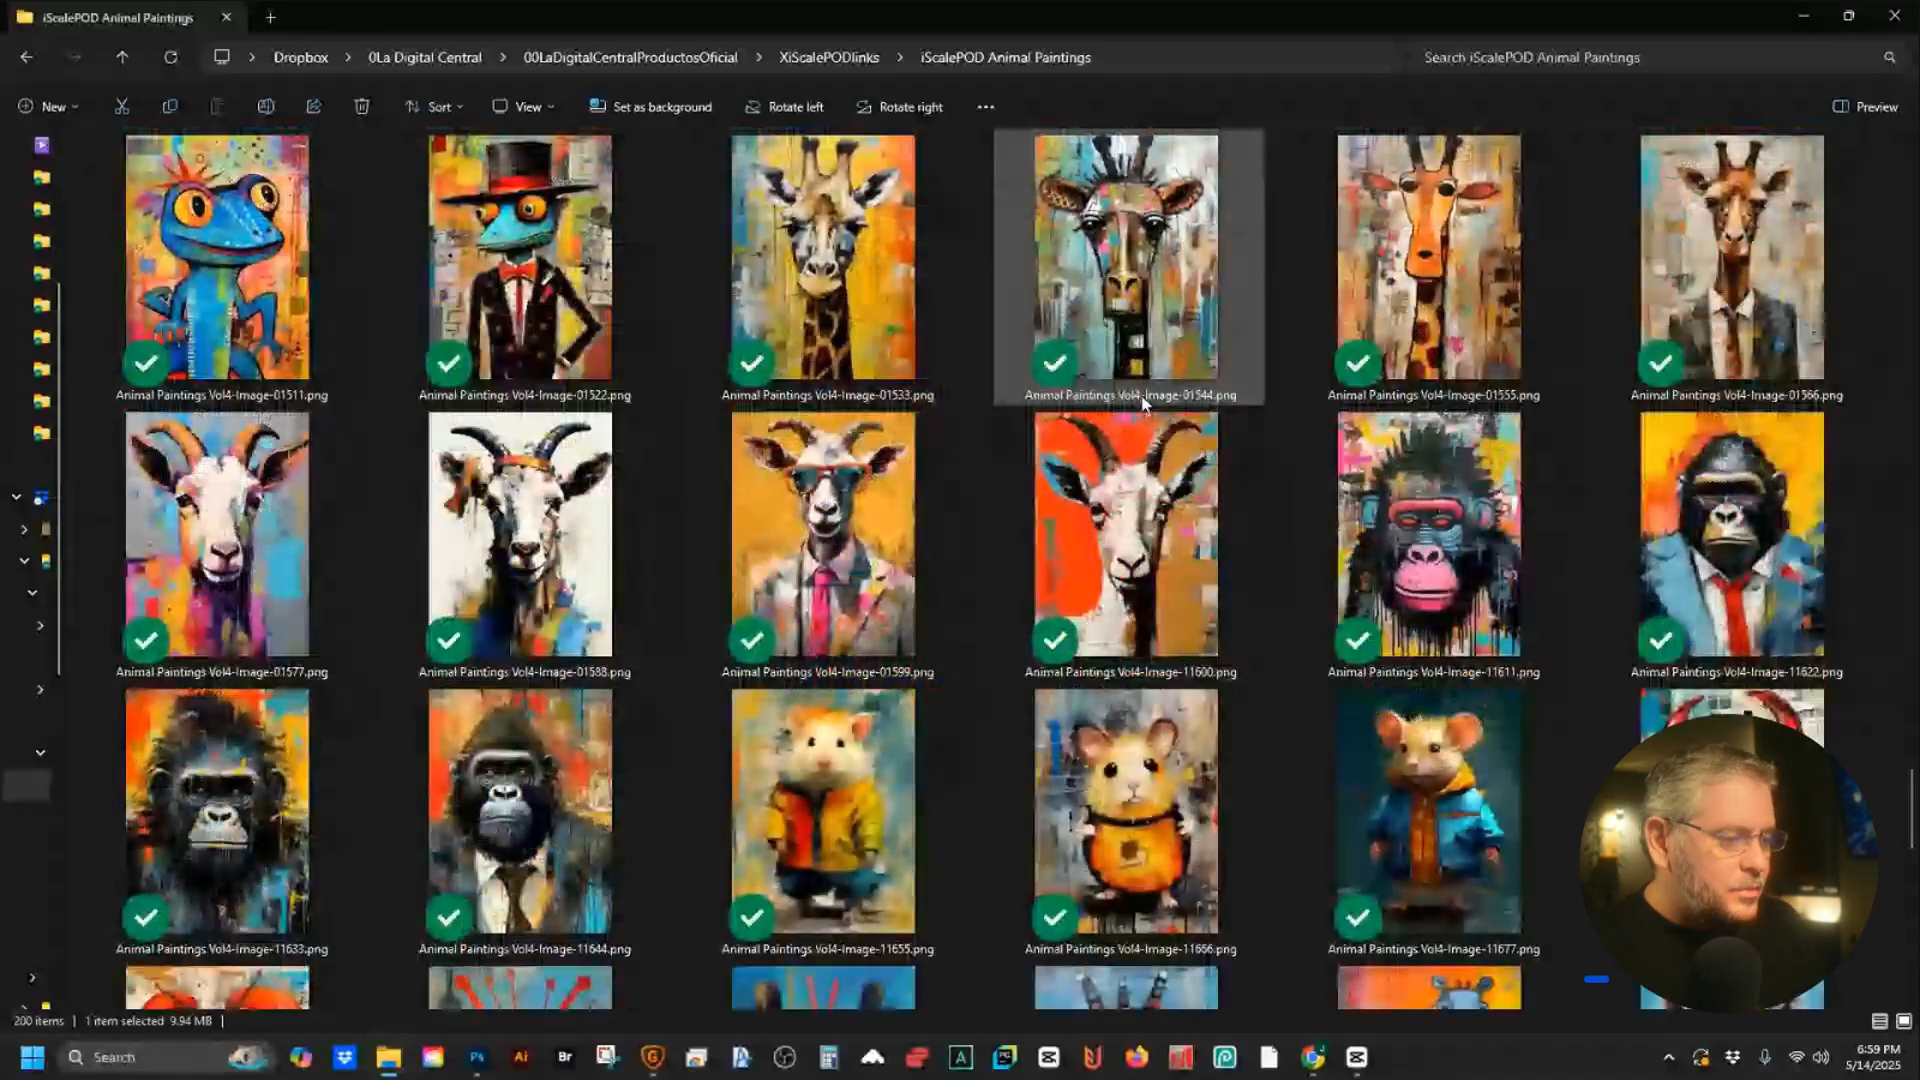 iScalePOD Animal Paintings
Dropbox > 0La Digital Central > 00LaDigitalCentralProductosOficial > XiScalePODlinks > iScalePOD Animal Paintings
Search iScalePOD Animal Paintings
New
Sort
View
Set as background
Rotate left
Rotate right
Preview
Animal Paintings Vol4-Image-01511.png
Animal Paintings Vol4-Image-01522.png
Animal Paintings Vol4-Image-01533.png
Animal Paintings Vol4-Image-01544.png
Animal Paintings Vol4-Image-01555.png
Animal Paintings Vol4-Image-01566.png
Animal Paintings Vol4-Image-01577.png
Animal Paintings Vol4-Image-01588.png
Animal Paintings Vol4-Image-01599.png
Animal Paintings Vol4-Image-11600.png
Animal Paintings Vol4-Image-11611.png
Animal Paintings Vol4-Image-11622.png
Animal Paintings Vol4-Image-11633.png
Animal Paintings Vol4-Image-11644.png
Animal Paintings Vol4-Image-11655.png
Animal Paintings Vol4-Image-11666.png
Animal Paintings Vol4-Image-11677.png
200 items | 1 item selected 9.94 MB |
Search
Ps
Ai
Br
6:59 PM
5/14/2025